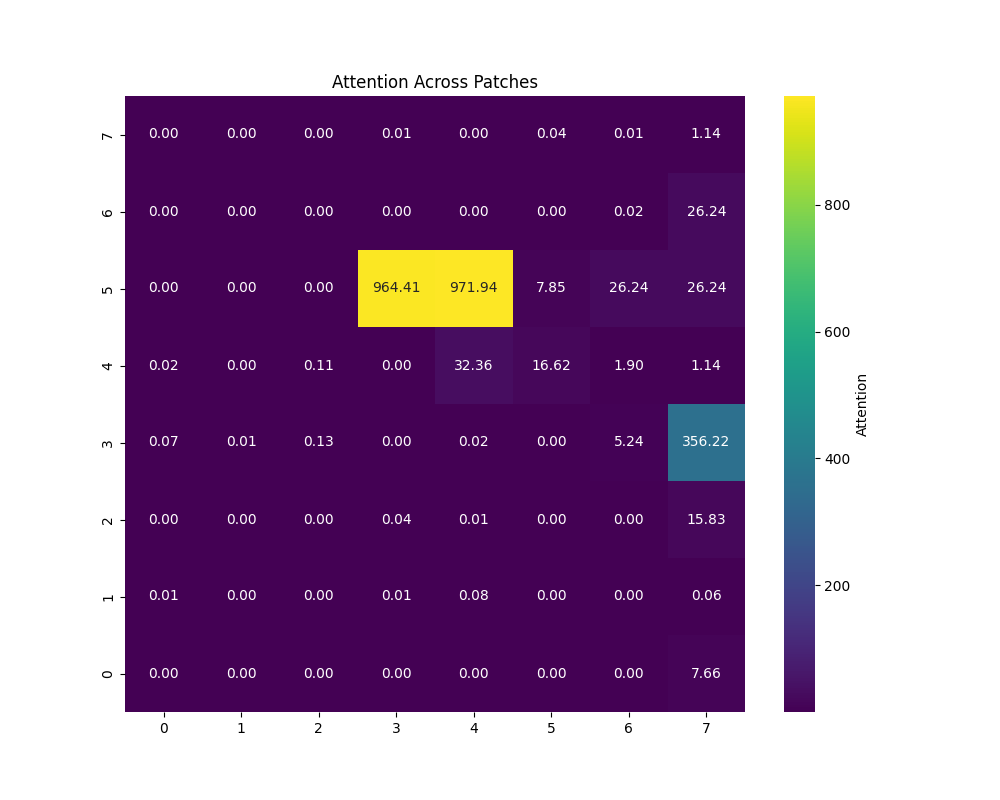 Attention Across Patches
7 0.00 0.00 0.00 0.01 0.00 0.04 0.01 1.14
6 0.00 0.00 0.00 0.00 0.00 0.00 0.02 26.24
800
5 0.00 0.00 0.00 964.41 971.94 7.85 26.24 26.24
600
4 0.02 0.00 0.11 0.00 32.36 16.62 1.90 1.14
Attention
3 0.07 0.01 0.13 0.00 0.02 0.00 5.24 356.22
400
2 0.00 0.00 0.00 0.04 0.01 0.00 0.00 15.83
200
1 0.01 0.00 0.00 0.01 0.08 0.00 0.00 0.06
0 0.00 0.00 0.00 0.00 0.00 0.00 0.00 7.66
0 1 2 3 4 5 6 7